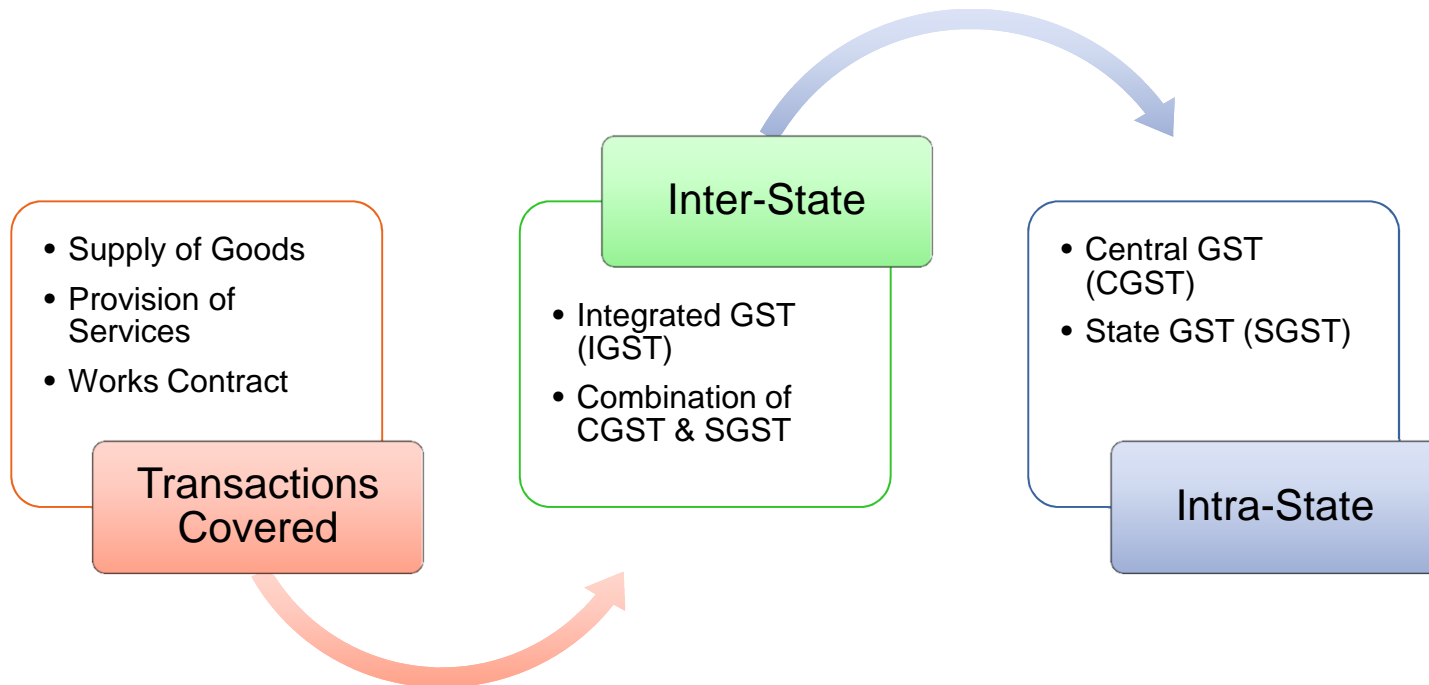 • Supply of Goods
• Provision of
Services
• Works Contract
Transactions
Covered
Inter-State
• Integrated GST
(IGST)
• Combination of
CGST & SGST
• Central GST
(CGST)
• State GST (SGST)
Intra-State